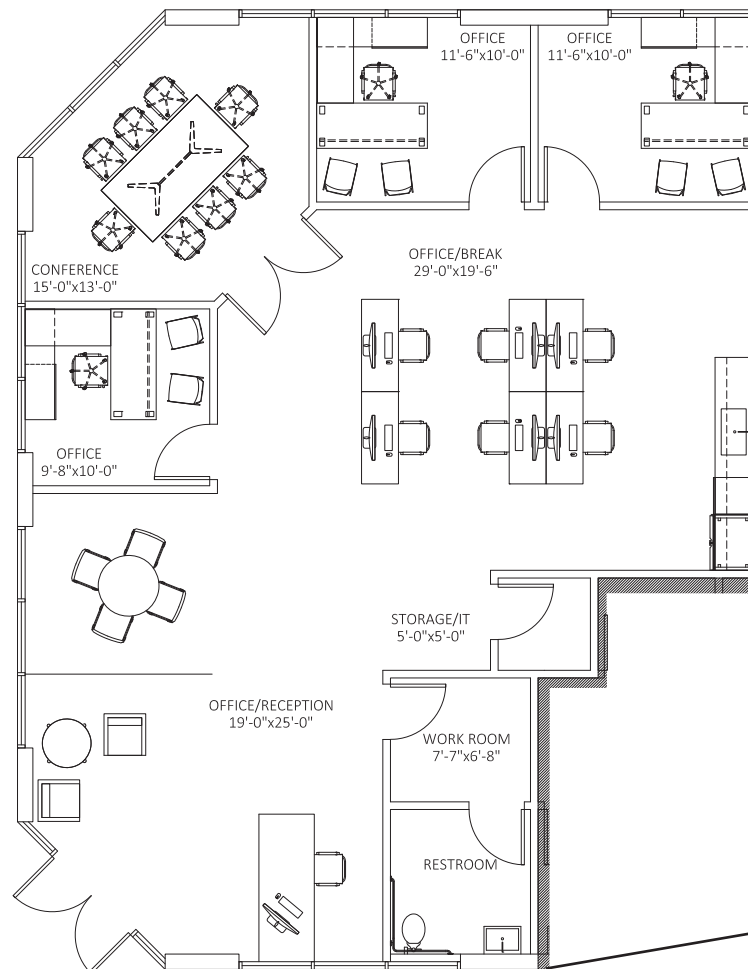 OFFICE
11'-6"x10'-0"
OFFICE
11'-6"x10'-0"
OFFICE/BREAK
29'-0"x19'-6"
CONFERENCE
15'-0"x13'-0"
OFFICE
9'-8"x10'-0"
STORAGE/IT
5'-0"x5'-0"
OFFICE/RECEPTION
19'-0"x25'-0"
WORK ROOM
7'-7"x6'-8"
RESTROOM